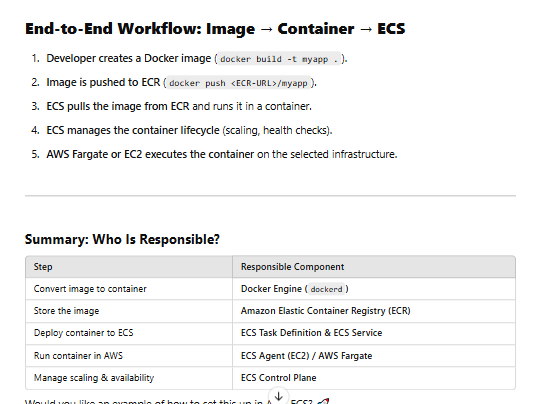 End-to-End Workflow: Image → Container → ECS
1. Developer creates a Docker image (docker build -t myapp .).
2. Image is pushed to ECR (docker push <ECR-URL>/myapp).
3. ECS pulls the image from ECR and runs it in a container.
4. ECS manages the container lifecycle (scaling, health checks).
5. AWS Fargate or EC2 executes the container on the selected infrastructure.
Summary: Who Is Responsible?
Step Responsible Component
Convert image to container Docker Engine (dockerd)
Store the image Amazon Elastic Container Registry (ECR)
Deploy container to ECS ECS Task Definition & ECS Service
Run container in AWS ECS Agent (EC2) / AWS Fargate
Manage scaling & availability ECS Control Plane
Would you like an example of how to set this up in ECS?